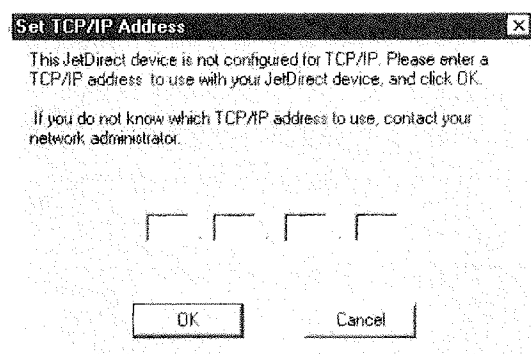 Set TCP/IP Address
This JetDirect device is not configured for TCP/IP. Please enter a
TCP/IP address to use with your JetDirect device, and click OK.
If you do not know which TCP/IP address to use, contact your
network administrator.
. . .
OK Cancel